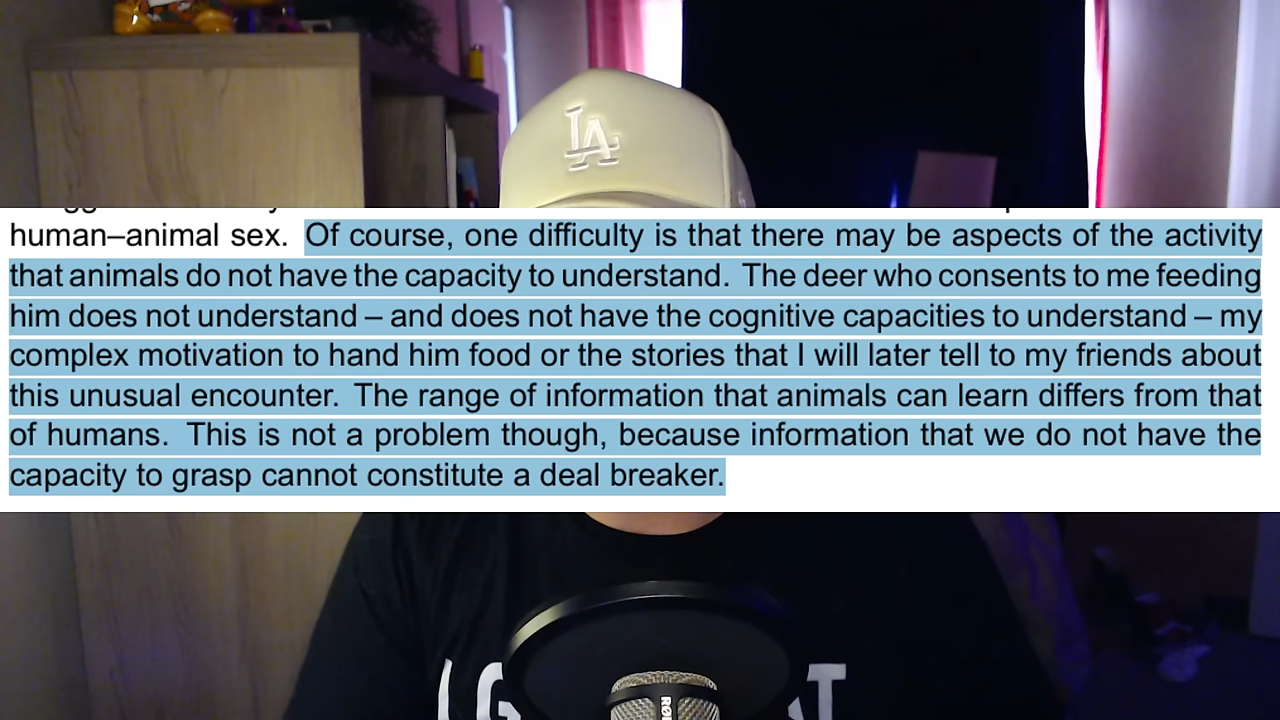 LA
human–animal sex. Of course, one difficulty is that there may be aspects of the activity
that animals do not have the capacity to understand. The deer who consents to me feeding
him does not understand – and does not have the cognitive capacities to understand – my
complex motivation to hand him food or the stories that I will later tell to my friends about
this unusual encounter. The range of information that animals can learn differs from that
of humans. This is not a problem though, because information that we do not have the
capacity to grasp cannot constitute a deal breaker.